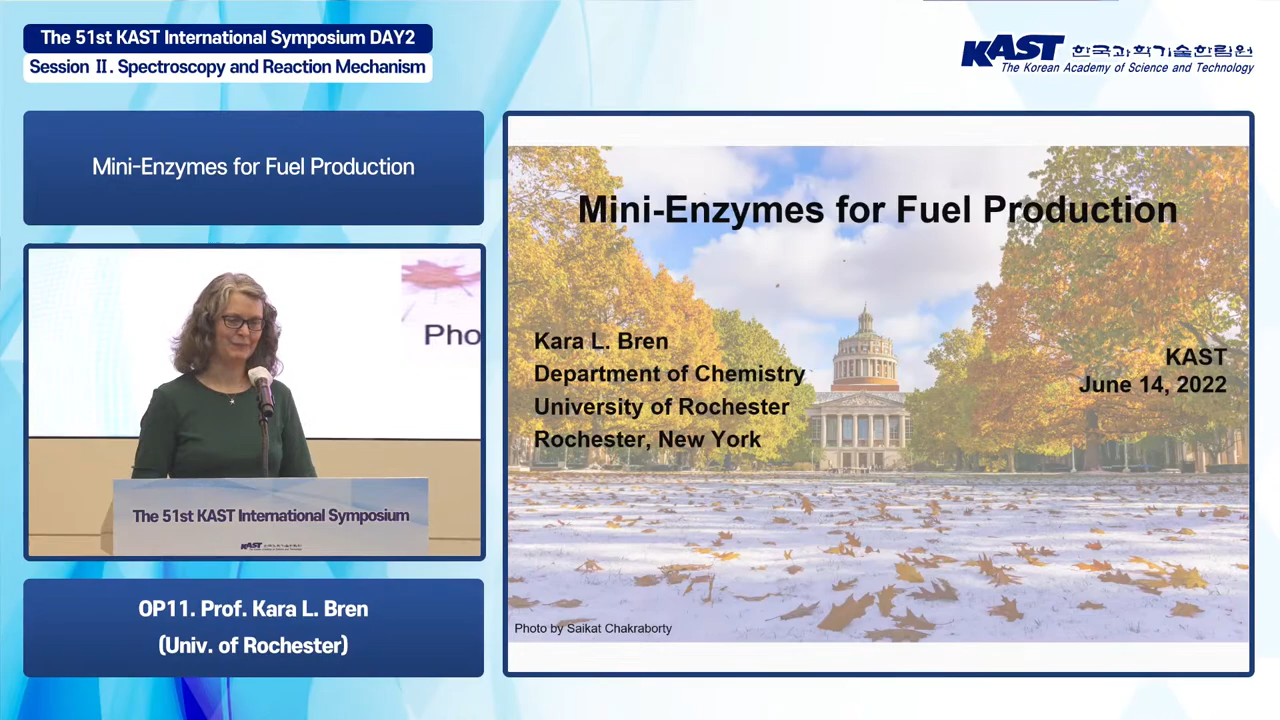 The 51st KAST International Symposium DAY2
Session Ⅱ. Spectroscopy and Reaction Mechanism
KAST 한국과학기술한림원
The Korean Academy of Science and Technology
Mini-Enzymes for Fuel Production
Pho
The 51st KAST International Symposium
KAST
OP11. Prof. Kara L. Bren
(Univ. of Rochester)
Mini-Enzymes for Fuel Production
Kara L. Bren
Department of Chemistry
University of Rochester
Rochester, New York
KAST
June 14, 2022
Photo by Saikat Chakraborty